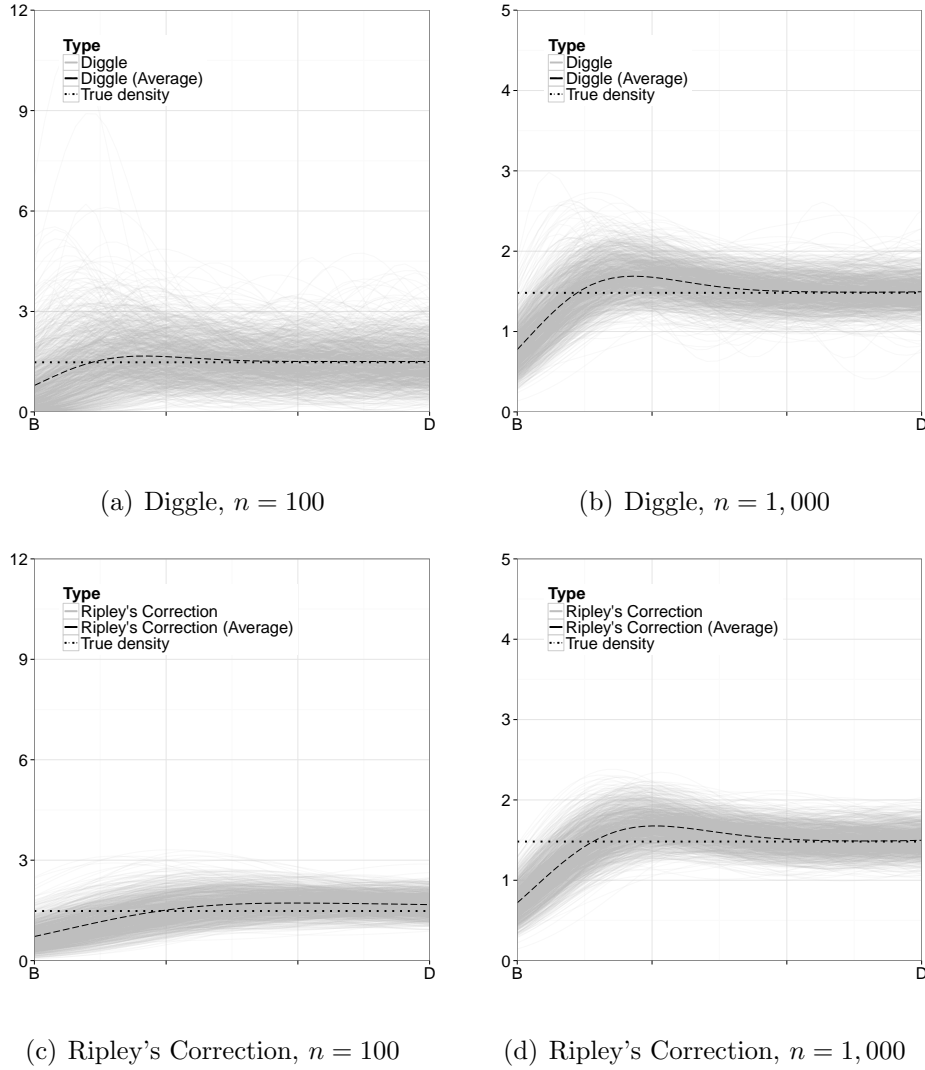 12
9
6
3
0
Type
Diggle
Diggle (Average)
True density
B
D
(a) Diggle, n = 100
5
4
3
2
1
0
Type
Diggle
Diggle (Average)
True density
B
D
(b) Diggle, n = 1, 000
12
9
6
3
0
Type
Ripley's Correction
Ripley's Correction (Average)
True density
B
D
(c) Ripley's Correction, n = 100
5
4
3
2
1
0
Type
Ripley's Correction
Ripley's Correction (Average)
True density
B
D
(d) Ripley's Correction, n = 1, 000